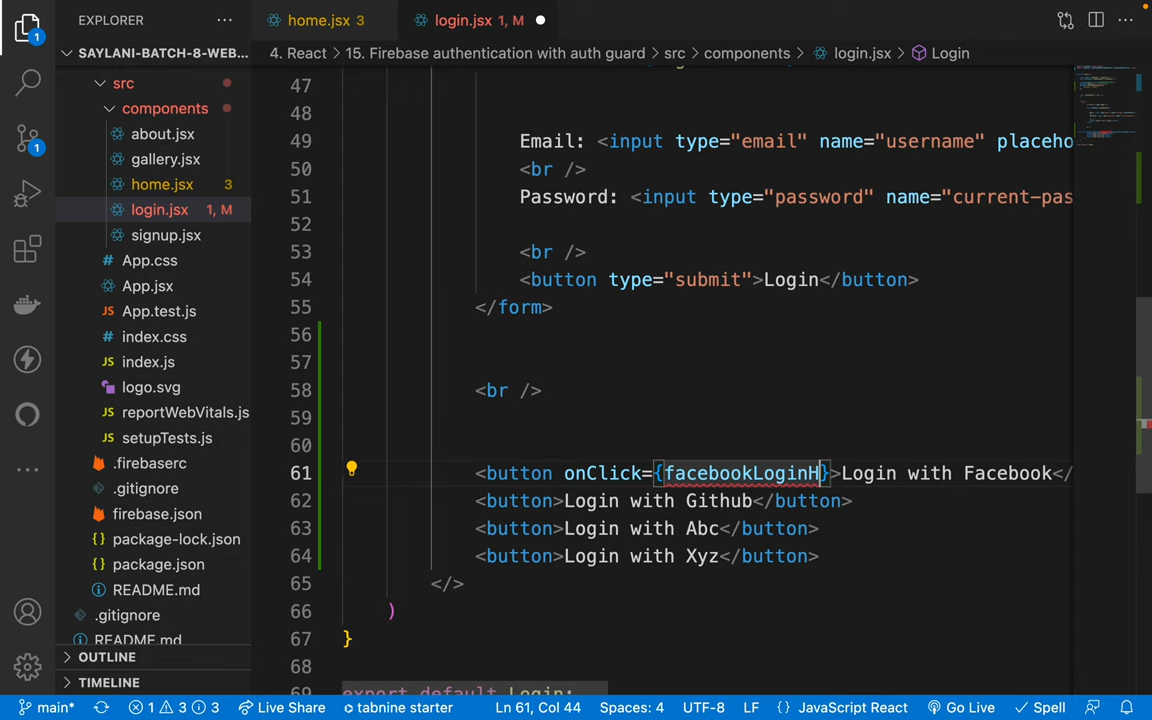 EXPLORER
home.jsx 3
login.jsx 1, M
SAYLANI-BATCH-8-WEB...
4. React > 15. Firebase authentication with auth guard > src > components > login.jsx > Login
src
components
about.jsx
gallery.jsx
home.jsx 3
login.jsx 1, M
signup.jsx
App.css
App.jsx
App.test.js
index.css
index.js
logo.svg
reportWebVitals.js
setupTests.js
.firebaserc
.gitignore
firebase.json
package-lock.json
package.json
README.md
.gitignore
README.md
OUTLINE
TIMELINE
47
48
49 Email: <input type="email" name="username" placeho
50 <br />
51 Password: <input type="password" name="current-pas
52
53 <br />
54 <button type="submit">Login</button>
55 </form>
56
57
58 <br />
59
60
61 <button onClick={facebookLoginH}>Login with Facebook</
62 <button>Login with Github</button>
63 <button>Login with Abc</button>
64 <button>Login with Xyz</button>
65 </>
66 )
67 }
68
69 export default Login;
1
1
main* 1 3 3 Live Share tabnine starter Ln 61, Col 44 Spaces: 4 UTF-8 LF {} JavaScript React Go Live Spell